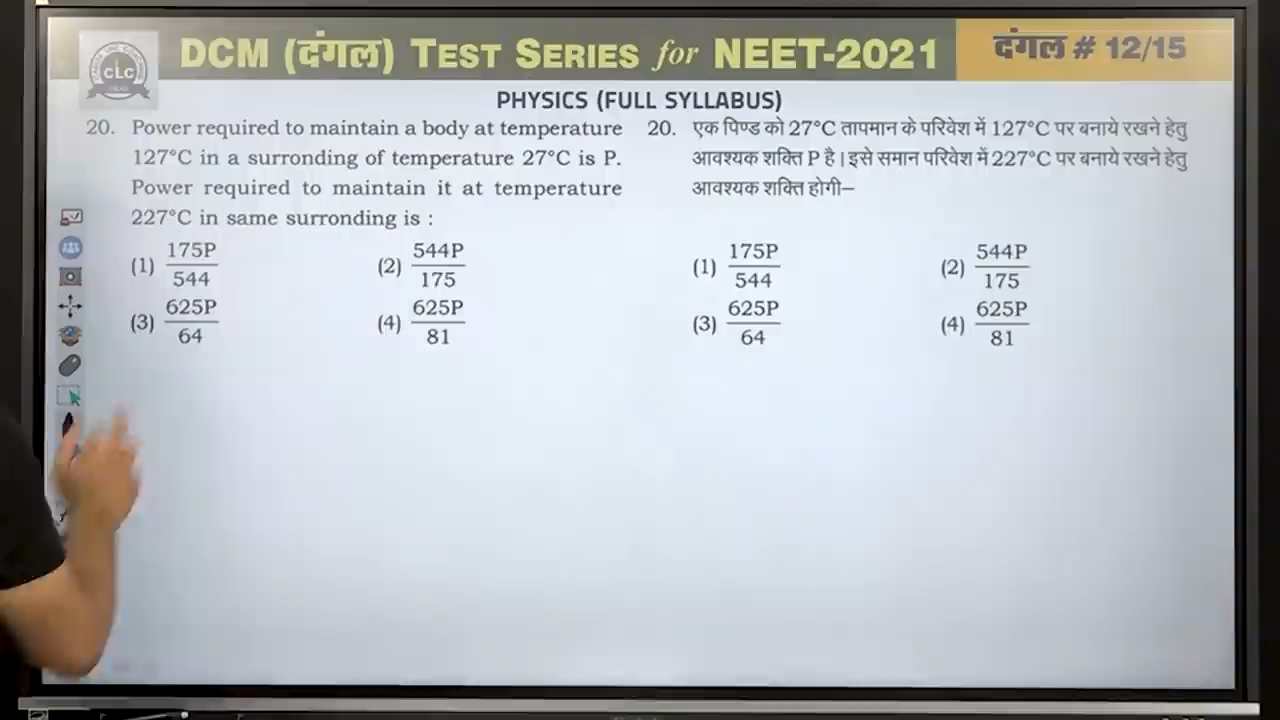 DCM (दंगल) TEST SERIES for NEET-2021
दंगल # 12/15
CLC
PHYSICS (FULL SYLLABUS)
20. Power required to maintain a body at temperature
127°C in a surronding of temperature 27°C is P.
Power required to maintain it at temperature
227°C in same surronding is :
(1) 175P/544 (2) 544P/175
(3) 625P/64 (4) 625P/81
20. एक पिण्ड को 27°C तापमान के परिवेश में 127°C पर बनाये रखने हेतु
आवश्यक शक्ति P है। इसे समान परिवेश में 227°C पर बनाये रखने हेतु
आवश्यक शक्ति होगी–
(1) 175P/544 (2) 544P/175
(3) 625P/64 (4) 625P/81